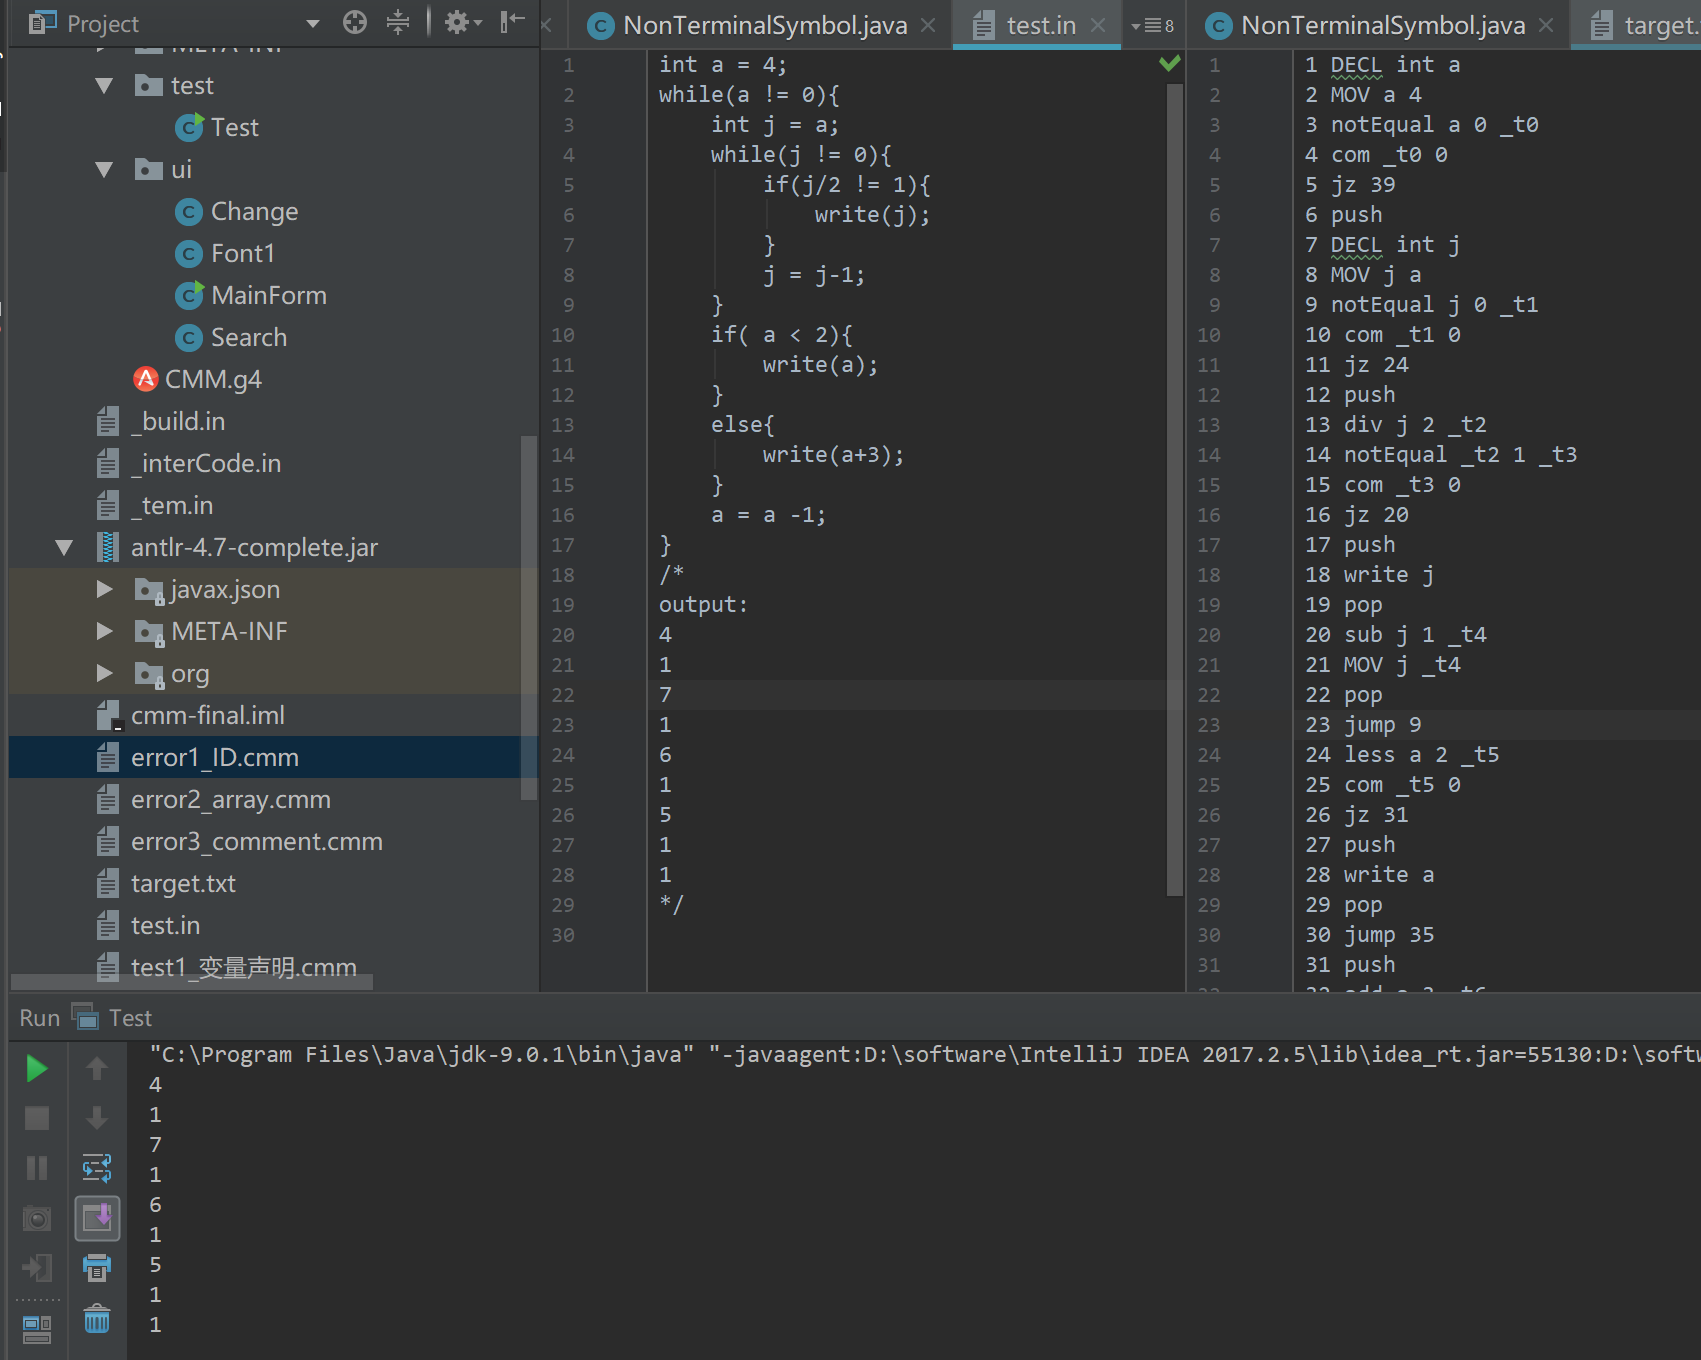 Project
META-INF
test
Test
ui
Change
Font1
MainForm
Search
CMM.g4
_build.in
_interCode.in
_tem.in
antlr-4.7-complete.jar
javax.json
META-INF
org
cmm-final.iml
error1_ID.cmm
error2_array.cmm
error3_comment.cmm
target.txt
test.in
test1_变量声明.cmm
NonTerminalSymbol.java
test.in
8
1 int a = 4;
2 while(a != 0){
3 int j = a;
4 while(j != 0){
5 if(j/2 != 1){
6 write(j);
7 }
8 j = j-1;
9 }
10 if( a < 2){
11 write(a);
12 }
13 else{
14 write(a+3);
15 }
16 a = a -1;
17 }
18 /*
19 output:
20 4
21 1
22 7
23 1
24 6
25 1
26 5
27 1
28 1
29 */
30
NonTerminalSymbol.java
target.
1 1 DECL int a
2 2 MOV a 4
3 3 notEqual a 0 _t0
4 4 com _t0 0
5 5 jz 39
6 6 push
7 7 DECL int j
8 8 MOV j a
9 9 notEqual j 0 _t1
10 10 com _t1 0
11 11 jz 24
12 12 push
13 13 div j 2 _t2
14 14 notEqual _t2 1 _t3
15 15 com _t3 0
16 16 jz 20
17 17 push
18 18 write j
19 19 pop
20 20 sub j 1 _t4
21 21 MOV j _t4
22 22 pop
23 23 jump 9
24 24 less a 2 _t5
25 25 com _t5 0
26 26 jz 31
27 27 push
28 28 write a
29 29 pop
30 30 jump 35
31 31 push
32 32 add a 3 _t6
Run Test
"C:\Program Files\Java\jdk-9.0.1\bin\java" "-javaagent:D:\software\IntelliJ IDEA 2017.2.5\lib\idea_rt.jar=55130:D:\softw
4
1
7
1
6
1
5
1
1